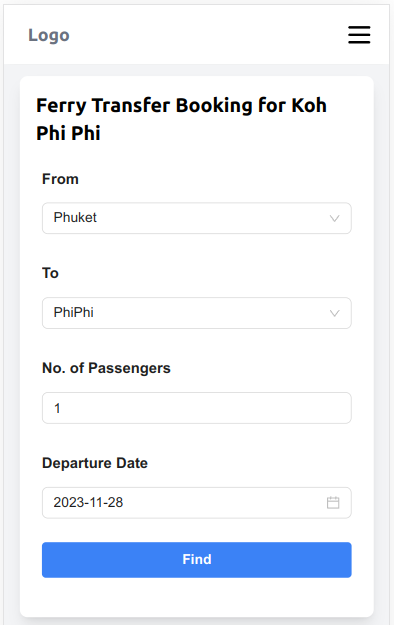 Logo
Ferry Transfer Booking for Koh
Phi Phi
From
Phuket
To
PhiPhi
No. of Passengers
1
Departure Date
2023-11-28
Find